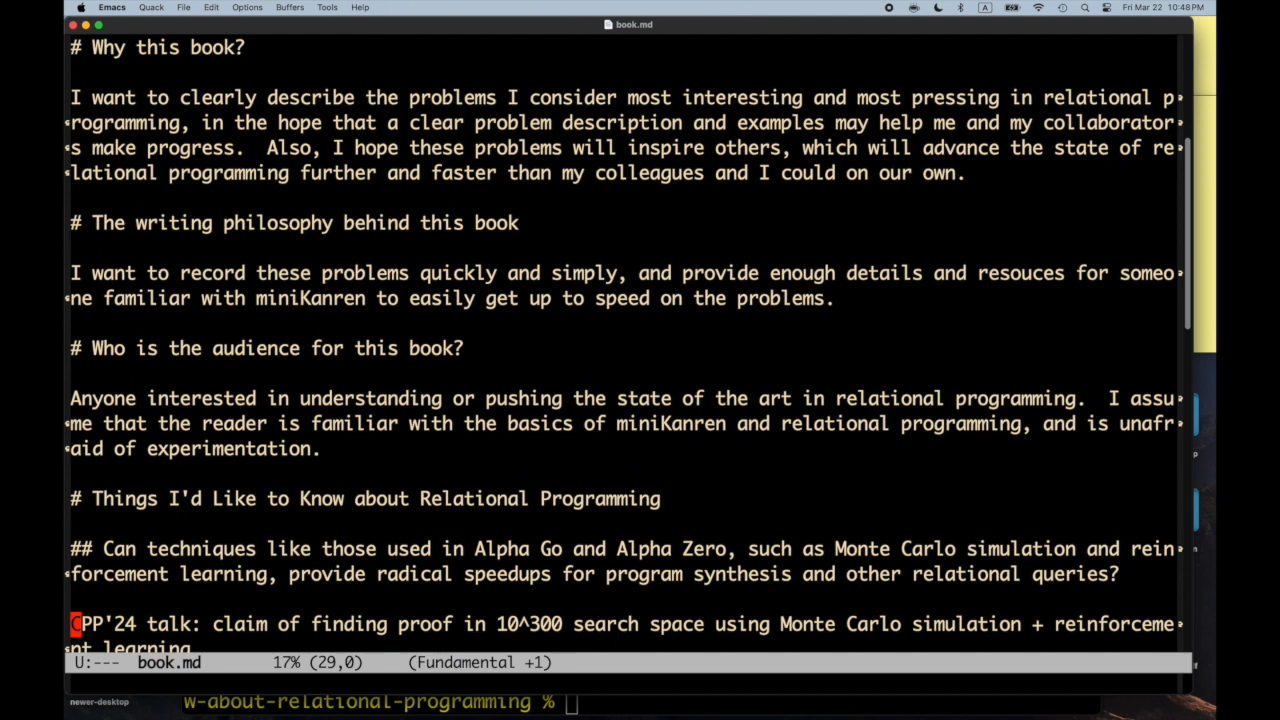 Emacs Quack File Edit Options Buffers Tools Help A Fri Mar 22 10:48 PM
book.md
# Why this book?
I want to clearly describe the problems I consider most interesting and most pressing in relational p
rogramming, in the hope that a clear problem description and examples may help me and my collaborator
s make progress.  Also, I hope these problems will inspire others, which will advance the state of re
lational programming further and faster than my colleagues and I could on our own.
# The writing philosophy behind this book
I want to record these problems quickly and simply, and provide enough details and resouces for someo
ne familiar with miniKanren to easily get up to speed on the problems.
# Who is the audience for this book?
Anyone interested in understanding or pushing the state of the art in relational programming.  I assu
me that the reader is familiar with the basics of miniKanren and relational programming, and is unafr
aid of experimentation.
# Things I'd Like to Know about Relational Programming
## Can techniques like those used in Alpha Go and Alpha Zero, such as Monte Carlo simulation and rein
forcement learning, provide radical speedups for program synthesis and other relational queries?
CPP'24 talk: claim of finding proof in 10^300 search space using Monte Carlo simulation + reinforceme
nt learning
U:--- book.md 17% (29,0) (Fundamental +1)
newer-desktop
w-about-relational-programming %